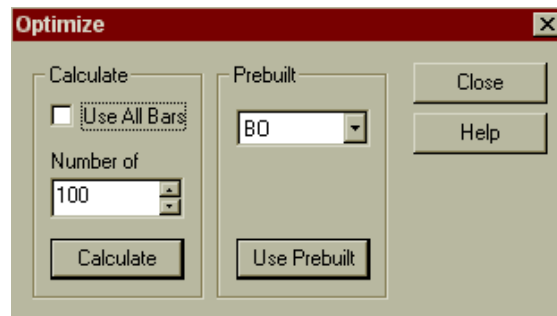 Optimize
Calculate
Use All Bars
Number of
100
Calculate
Prebuilt
BO
Use Prebuilt
Close
Help